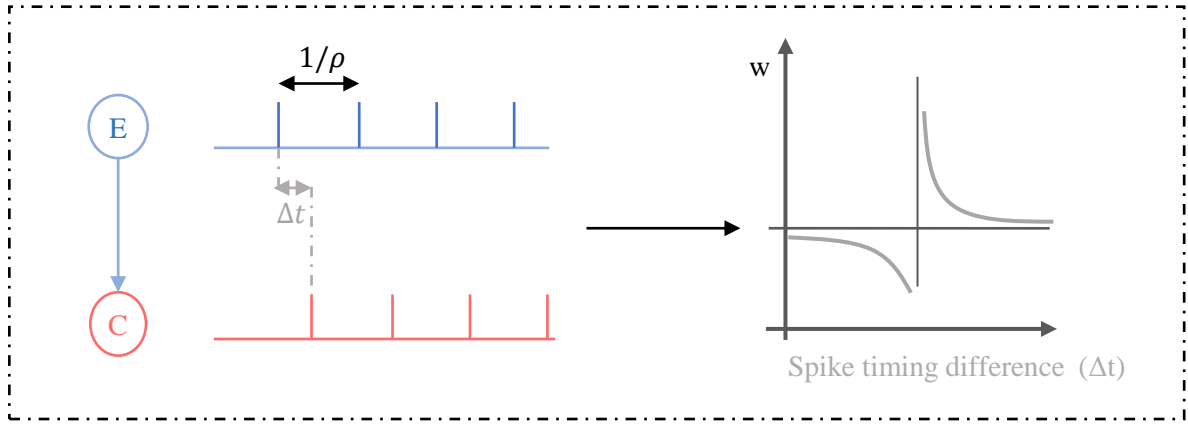 1/ρ
w
E
Δt
C
Spike timing difference (Δt)